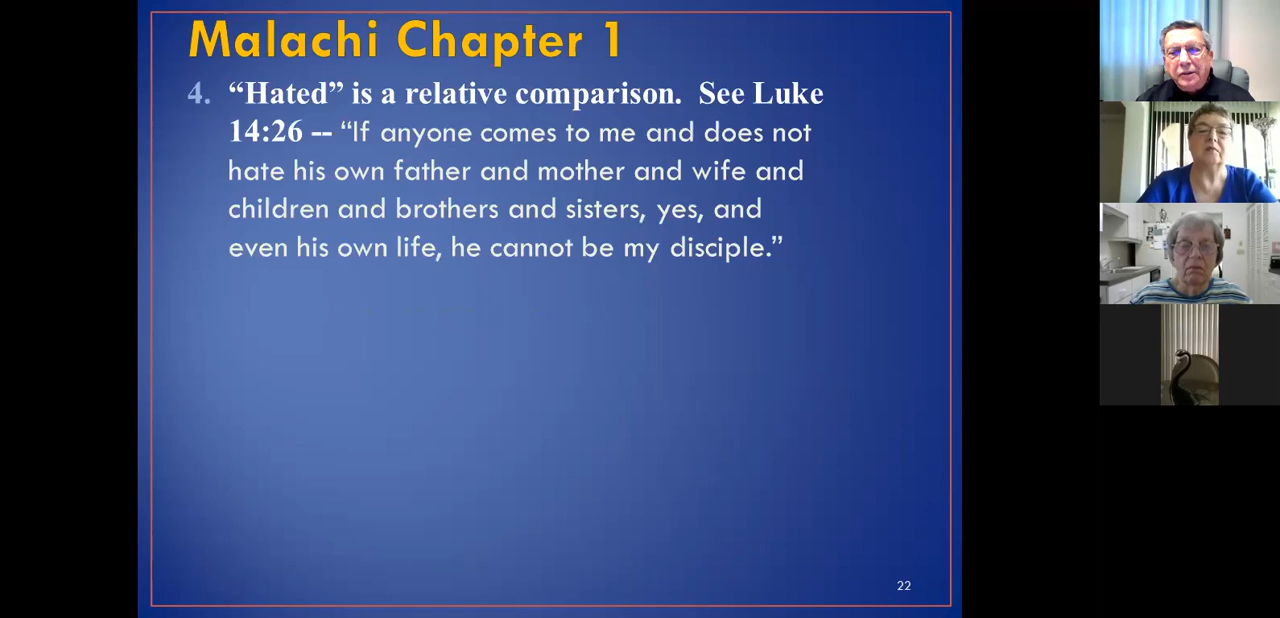 Malachi Chapter 1
4. “Hated” is a relative comparison.  See Luke
14:26 -- “If anyone comes to me and does not
hate his own father and mother and wife and
children and brothers and sisters, yes, and
even his own life, he cannot be my disciple.”
22